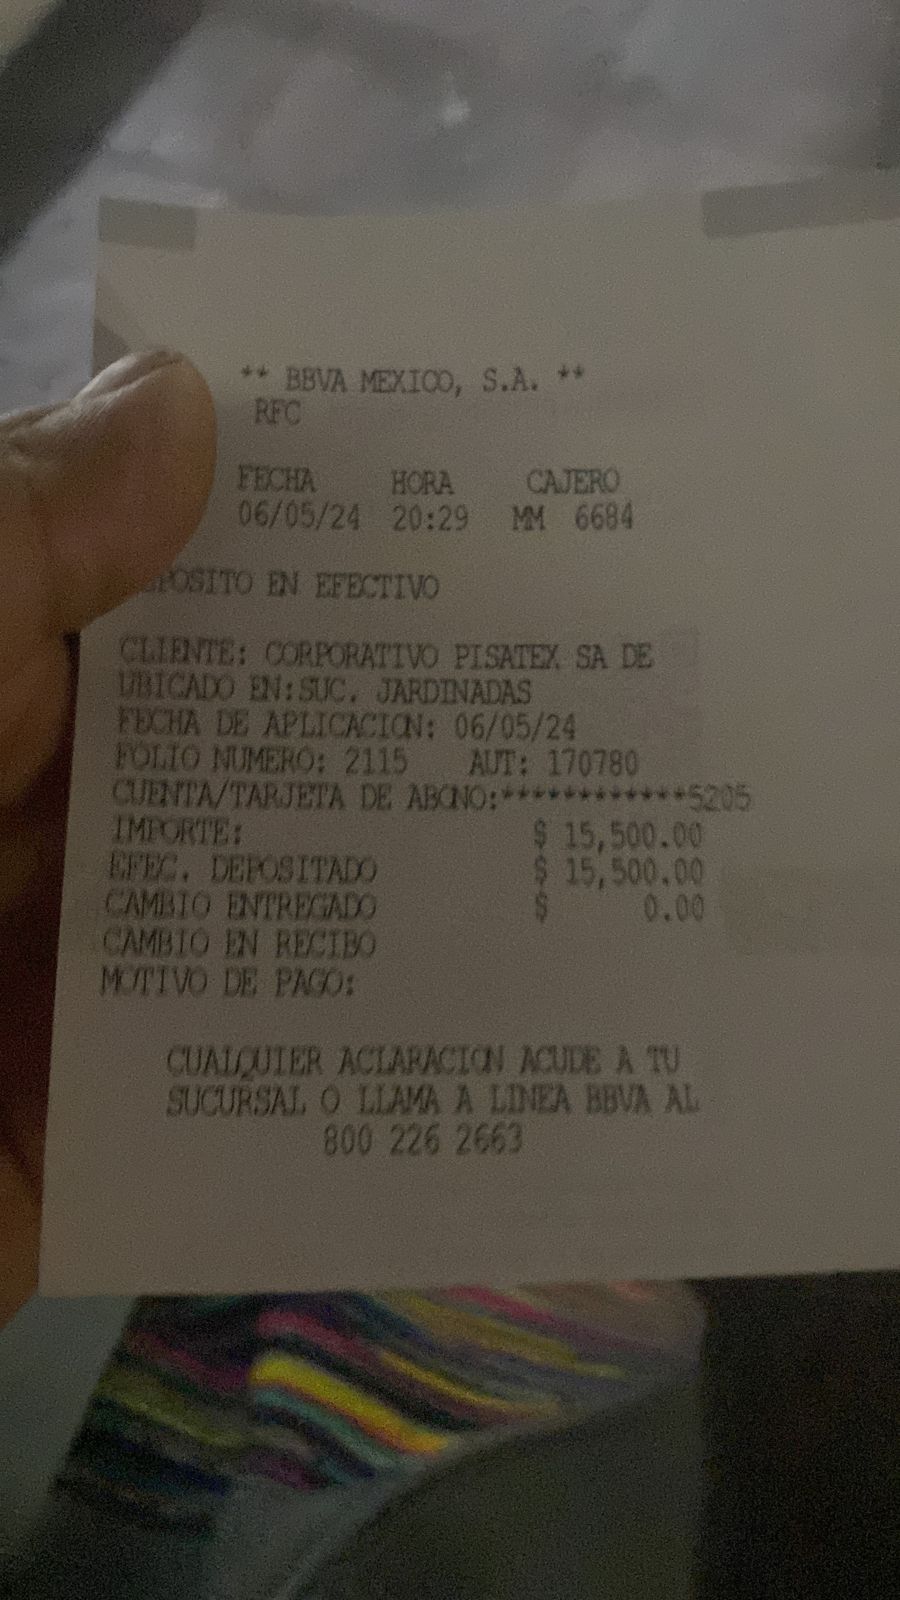 ** BBVA MEXICO, S.A. **
RFC
FECHA HORA CAJERO
06/05/24 20:29 MM 6684
DEPOSITO EN EFECTIVO
CLIENTE: CORPORATIVO PISATEX SA DE
UBICADO EN:SUC. JARDINADAS
FECHA DE APLICACION: 06/05/24
FOLIO NUMERO: 2115 AUT: 170780
CUENTA/TARJETA DE ABONO:************5205
IMPORTE: $ 15,500.00
EFEC. DEPOSITADO $ 15,500.00
CAMBIO ENTREGADO $ 0.00
CAMBIO EN RECIBO
MOTIVO DE PAGO:
CUALQUIER ACLARACION ACUDE A TU
SUCURSAL O LLAMA A LINEA BBVA AL
800 226 2663